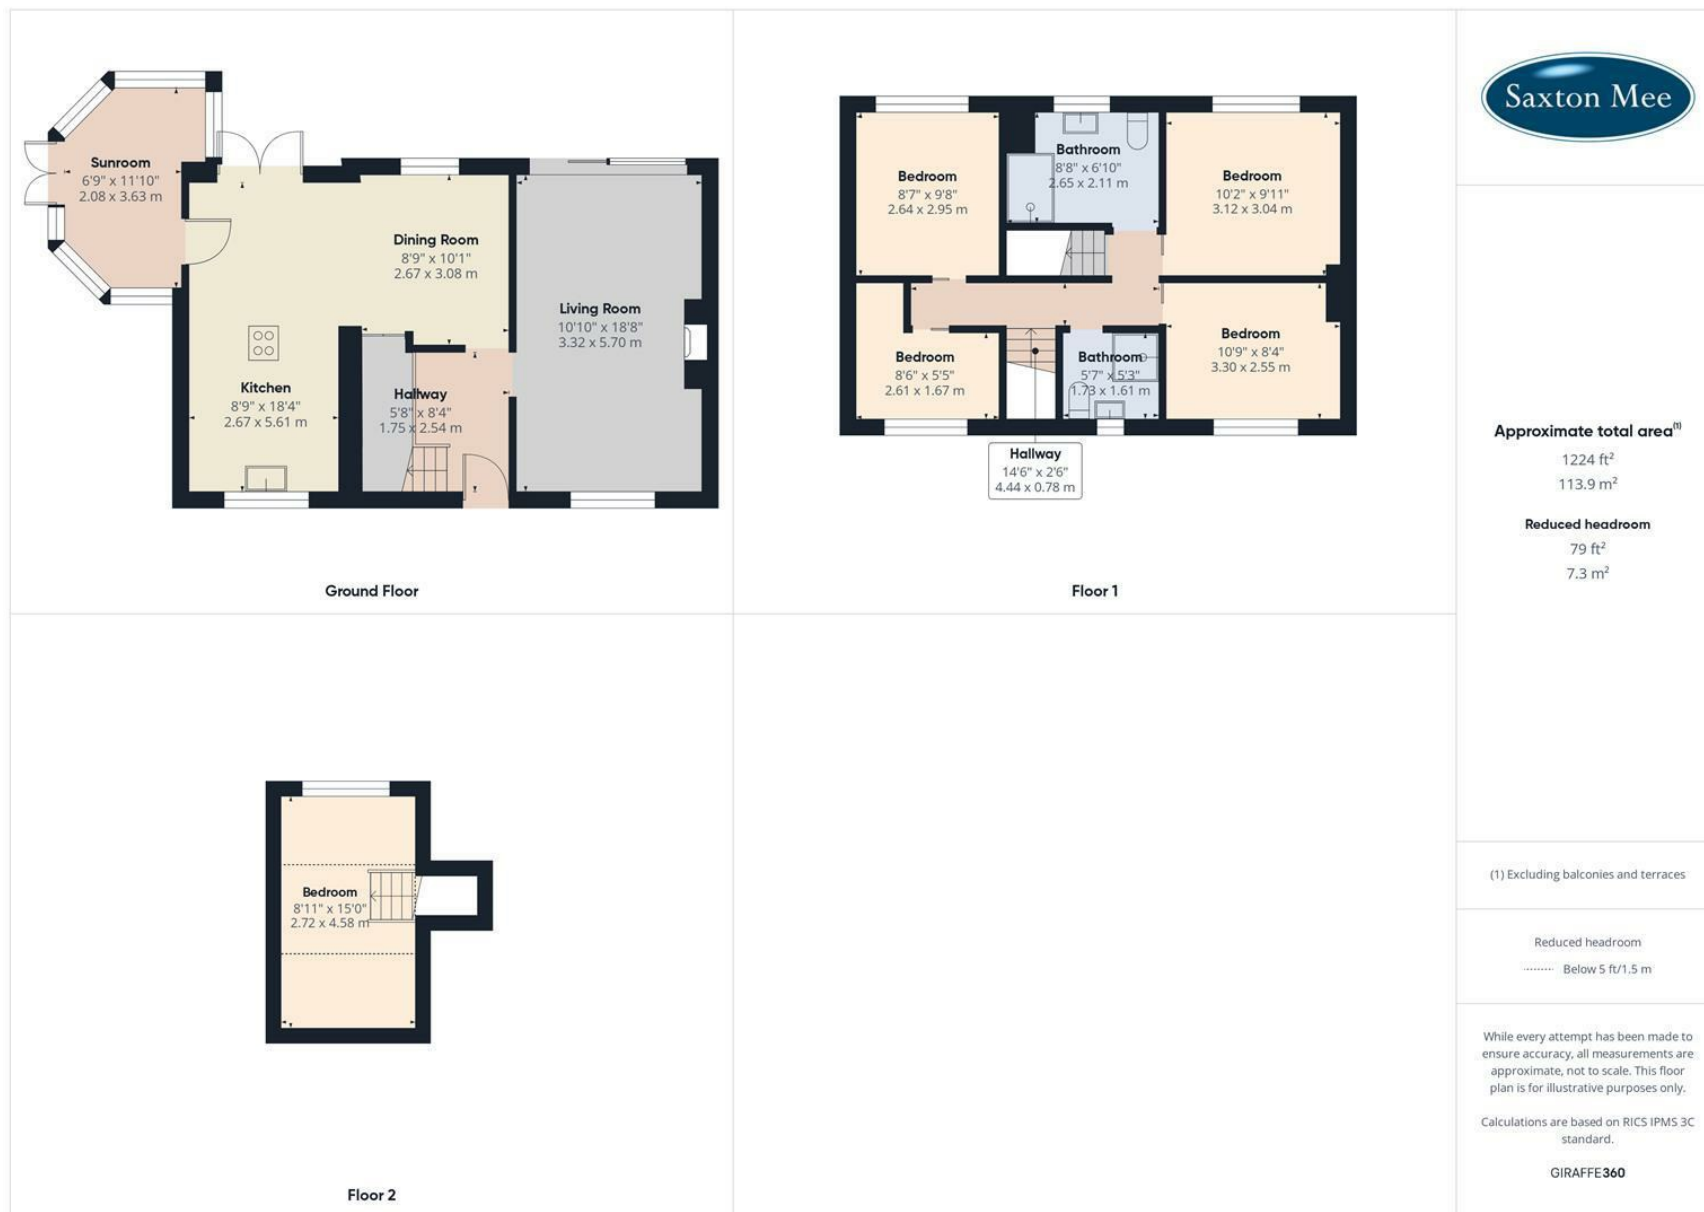 Sunroom
6'9" x 11'10"
2.08 x 3.63 m
Dining Room
8'9" x 10'1"
2.67 x 3.08 m
Living Room
10'10" x 18'8"
3.32 x 5.70 m
Kitchen
8'9" x 18'4"
2.67 x 5.61 m
Hallway
5'8" x 8'4"
1.75 x 2.54 m
Ground Floor
Bedroom
8'7" x 9'8"
2.64 x 2.95 m
Bathroom
8'8" x 6'10"
2.65 x 2.11 m
Bedroom
10'2" x 9'11"
3.12 x 3.04 m
Bedroom
8'6" x 5'5"
2.61 x 1.67 m
Bathroom
5'7" x 5'3"
1.73 x 1.61 m
Bedroom
10'9" x 8'4"
3.30 x 2.55 m
Hallway
14'6" x 2'6"
4.44 x 0.78 m
Floor 1
Bedroom
8'11" x 15'0"
2.72 x 4.58 m
Floor 2
Saxton Mee
Approximate total area⁽¹⁾
1224 ft²
113.9 m²
Reduced headroom
79 ft²
7.3 m²
(1) Excluding balconies and terraces
Reduced headroom
Below 5 ft/1.5 m
While every attempt has been made to
ensure accuracy, all measurements are
approximate, not to scale. This floor
plan is for illustrative purposes only.
Calculations are based on RICS IPMS 3C
standard.
GIRAFFE360